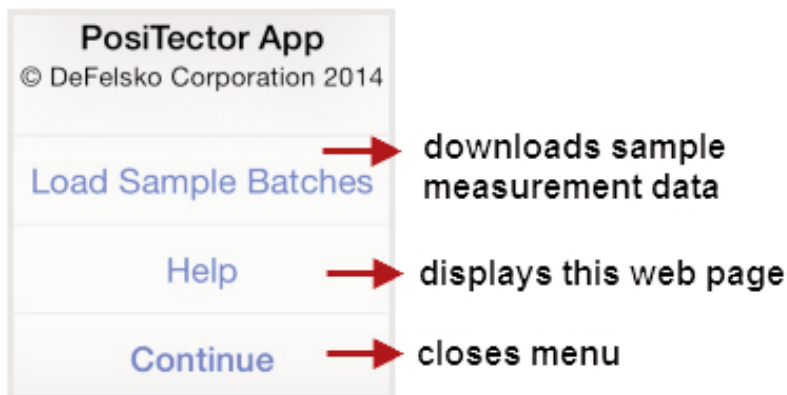 PosiTector App
© DeFelsko Corporation 2014
Load Sample Batches
downloads sample
measurement data
Help
displays this web page
Continue
closes menu